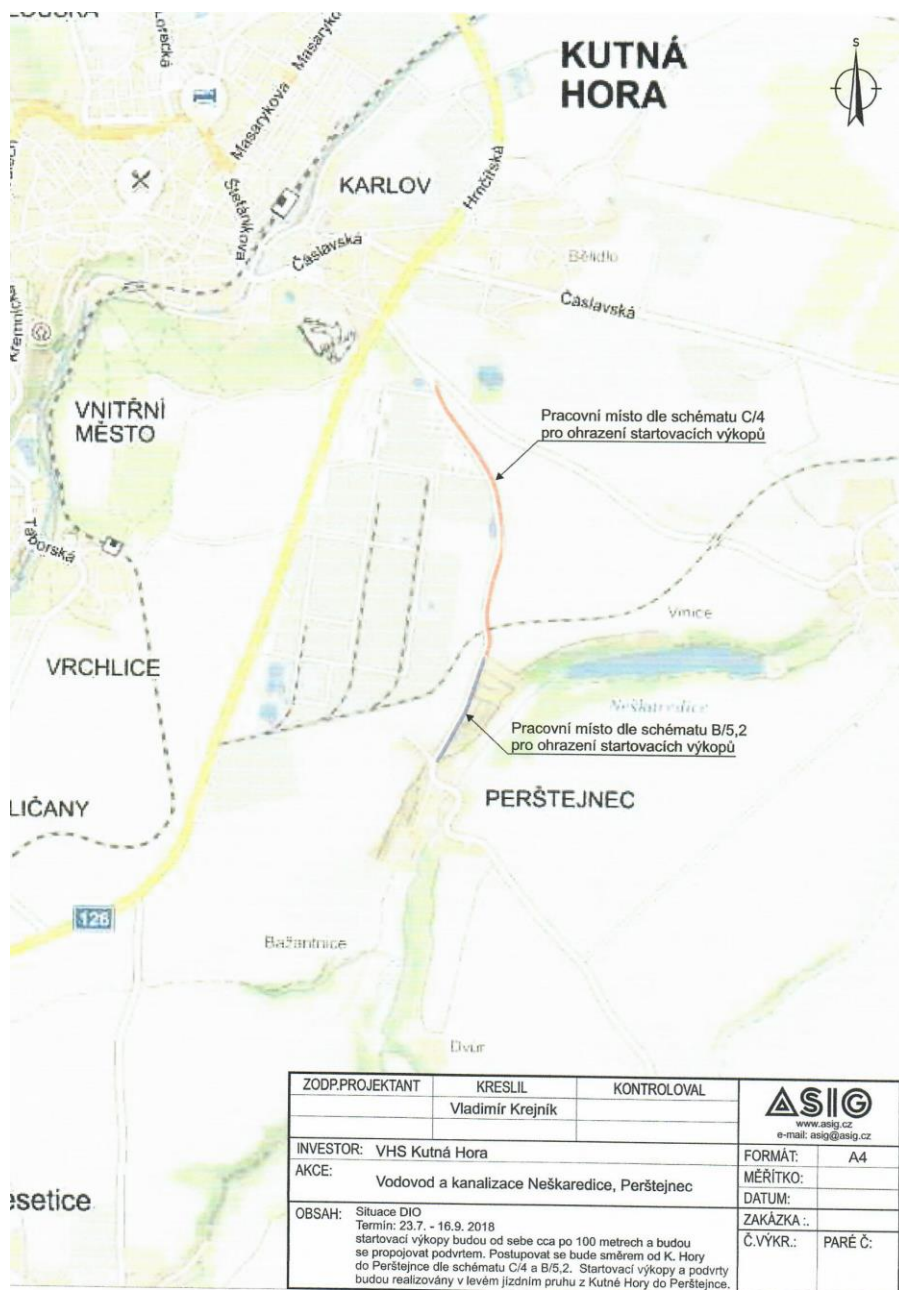 KUTNÁ
HORA
S
Lorecká
Masarykova
Masarykova
Štefánikova
KARLOV
Hrnčířská
Čáslavská
Bělidlo
Čáslavská
Kremnická
VNITŘNÍ
MĚSTO
Pracovní místo dle schématu C/4
pro ohrazení startovacích výkopů
Táborská
Vinice
VRCHLICE
Neškaredice
Pracovní místo dle schématu B/5,2
pro ohrazení startovacích výkopů
PERŠTEJNEC
LIČANY
126
Bažantnice
Dvůr
esetice
ZODP.PROJEKTANT KRESLIL KONTROLOVAL
Vladimír Krejník
ASIG
www.asig.cz
e-mail: asig@asig.cz
INVESTOR: VHS Kutná Hora
FORMÁT: A4
AKCE: Vodovod a kanalizace Neškaredice, Perštejnec
MĚŘÍTKO:
DATUM:
OBSAH: Situace DIO
Termín: 23.7. - 16.9. 2018
startovací výkopy budou od sebe cca po 100 metrech a budou
se propojovat podvrtem. Postupovat se bude směrem od K. Hory
do Perštejnce dle schématu C/4 a B/5,2. Startovací výkopy a podvrty
budou realizovány v levém jízdním pruhu z Kutné Hory do Perštejnce.
ZAKÁZKA :.
Č.VÝKR.: PARÉ Č: